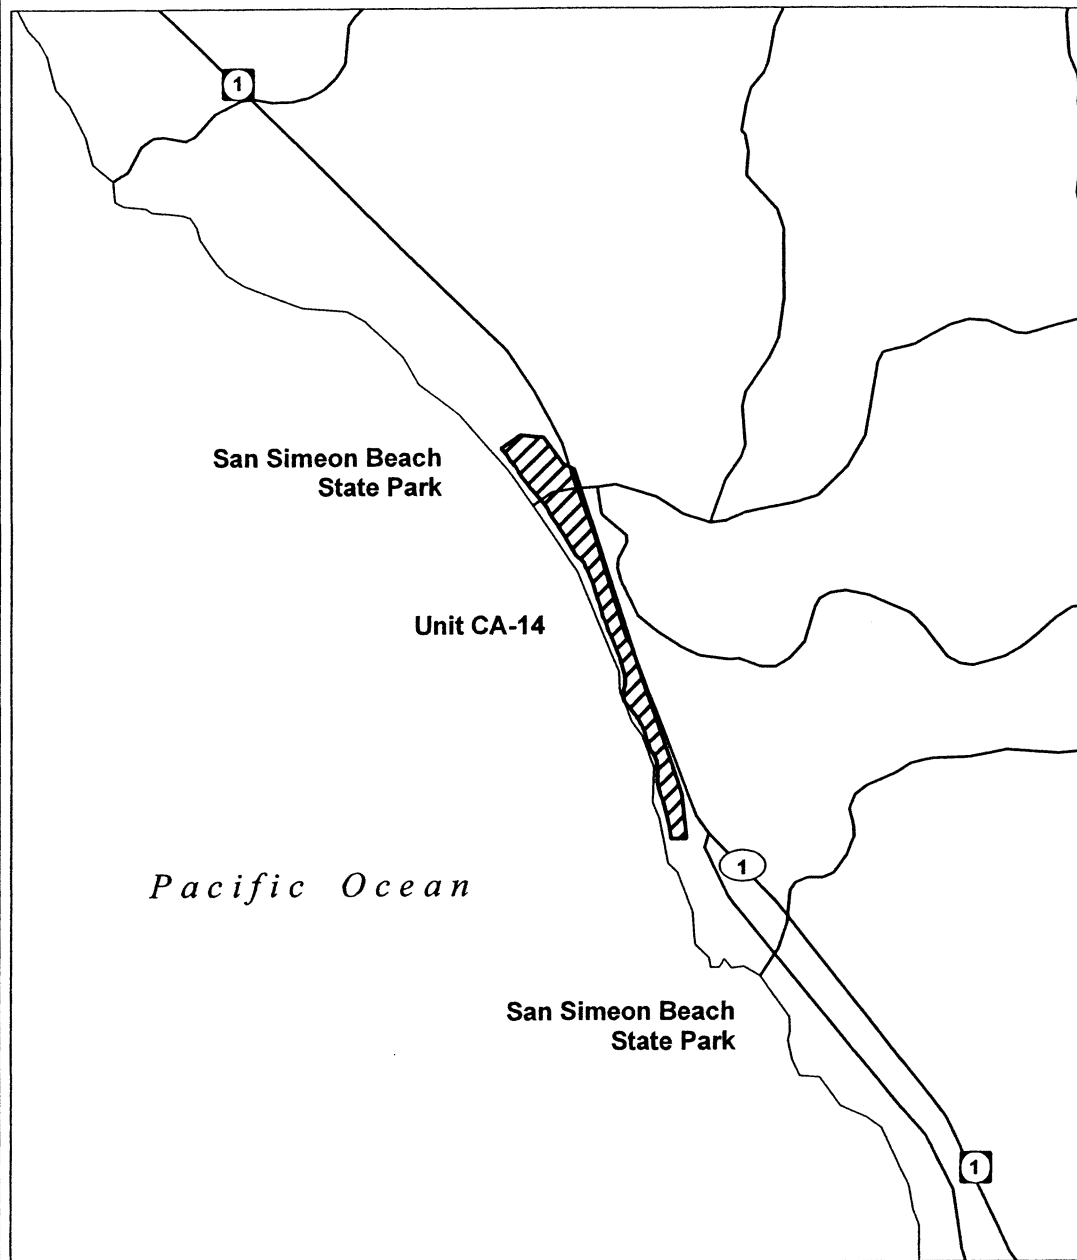 1
San Simeon Beach
State Park
Unit CA-14
1
Pacific Ocean
San Simeon Beach
State Park
1